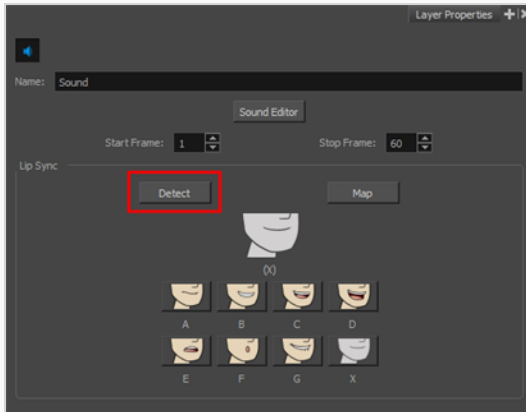 Layer Properties
Name: Sound
Sound Editor
Start Frame: 1 Stop Frame: 60
Lip Sync
Detect Map
(X)
A B C D
E F G X